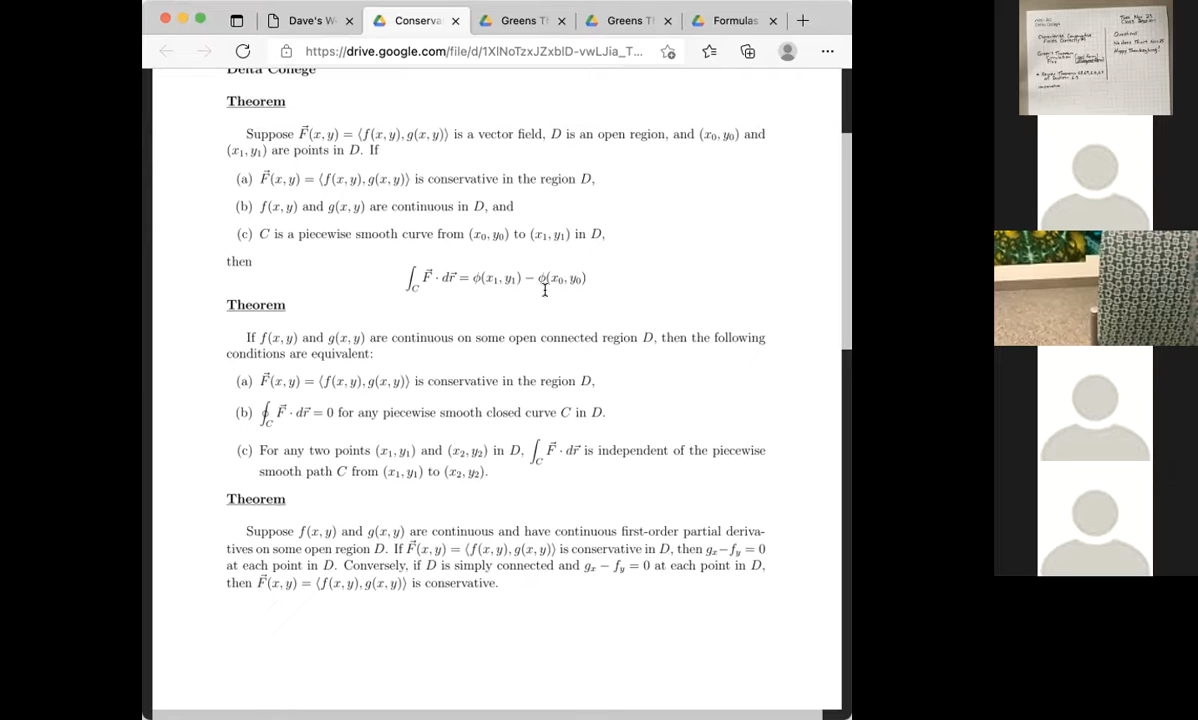 Dave's W
Conserva
Greens Th
Greens Th
Formulas
https://drive.google.com/file/d/1XlNoTzxJZxblD-vwLJia_T...
Delta College
Theorem
Suppose F⃗(x, y) = ⟨f(x, y), g(x, y)⟩ is a vector field, D is an open region, and (x₀, y₀) and
(x₁, y₁) are points in D. If
(a) F⃗(x, y) = ⟨f(x, y), g(x, y)⟩ is conservative in the region D,
(b) f(x, y) and g(x, y) are continuous in D, and
(c) C is a piecewise smooth curve from (x₀, y₀) to (x₁, y₁) in D,
then
∫_C F⃗ · dr⃗ = ϕ(x₁, y₁) − ϕ(x₀, y₀)
Theorem
If f(x, y) and g(x, y) are continuous on some open connected region D, then the following
conditions are equivalent:
(a) F⃗(x, y) = ⟨f(x, y), g(x, y)⟩ is conservative in the region D,
(b) ∮_C F⃗ · dr⃗ = 0 for any piecewise smooth closed curve C in D.
(c) For any two points (x₁, y₁) and (x₂, y₂) in D, ∫_C F⃗ · dr⃗ is independent of the piecewise
smooth path C from (x₁, y₁) to (x₂, y₂).
Theorem
Suppose f(x, y) and g(x, y) are continuous and have continuous first-order partial deriva-
tives on some open region D. If F⃗(x, y) = ⟨f(x, y), g(x, y)⟩ is conservative in D, then gₓ − f_y = 0
at each point in D. Conversely, if D is simply connected and gₓ − f_y = 0 at each point in D,
then F⃗(x, y) = ⟨f(x, y), g(x, y)⟩ is conservative.
Happy Thanksgiving!